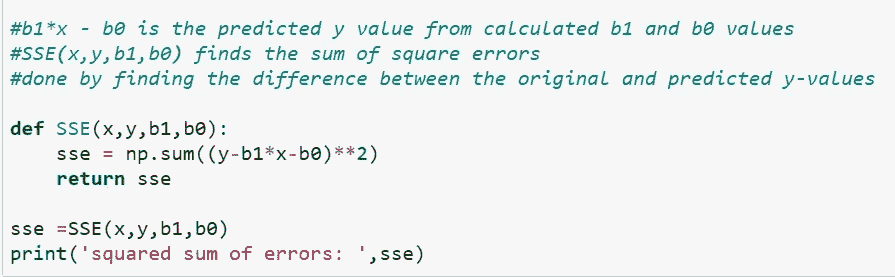 #b1*x - b0 is the predicted y value from calculated b1 and b0 values
#SSE(x,y,b1,b0) finds the sum of square errors
#done by finding the difference between the original and predicted y-values
def SSE(x,y,b1,b0):
    sse = np.sum((y-b1*x-b0)**2)
    return sse
sse =SSE(x,y,b1,b0)
print('squared sum of errors: ',sse)